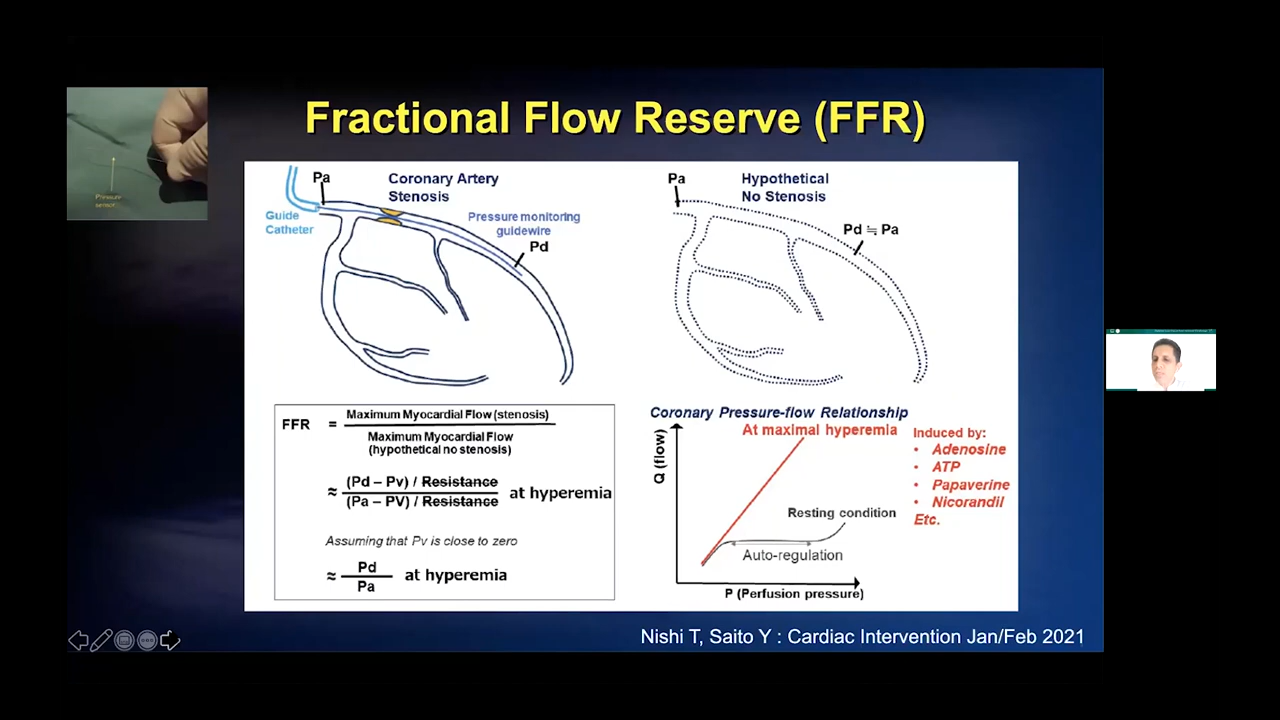 Fractional Flow Reserve (FFR)
Pressure
sensor
Pa
Coronary Artery
Stenosis
Guide
Catheter
Pressure monitoring
guidewire
Pd
Pa
Hypothetical
No Stenosis
Pd ≒ Pa
FFR = Maximum Myocardial Flow (stenosis)
Maximum Myocardial Flow
(hypothetical no stenosis)
≈ (Pd – Pv) / Resistance
(Pa – PV) / Resistance
at hyperemia
Assuming that Pv is close to zero
≈ Pd
Pa
at hyperemia
Coronary Pressure-flow Relationship
At maximal hyperemia
Q (flow)
Resting condition
Auto-regulation
P (Perfusion pressure)
Induced by:
• Adenosine
• ATP
• Papaverine
• Nicorandil
Etc.
Nishi T, Saito Y : Cardiac Intervention Jan/Feb 2021